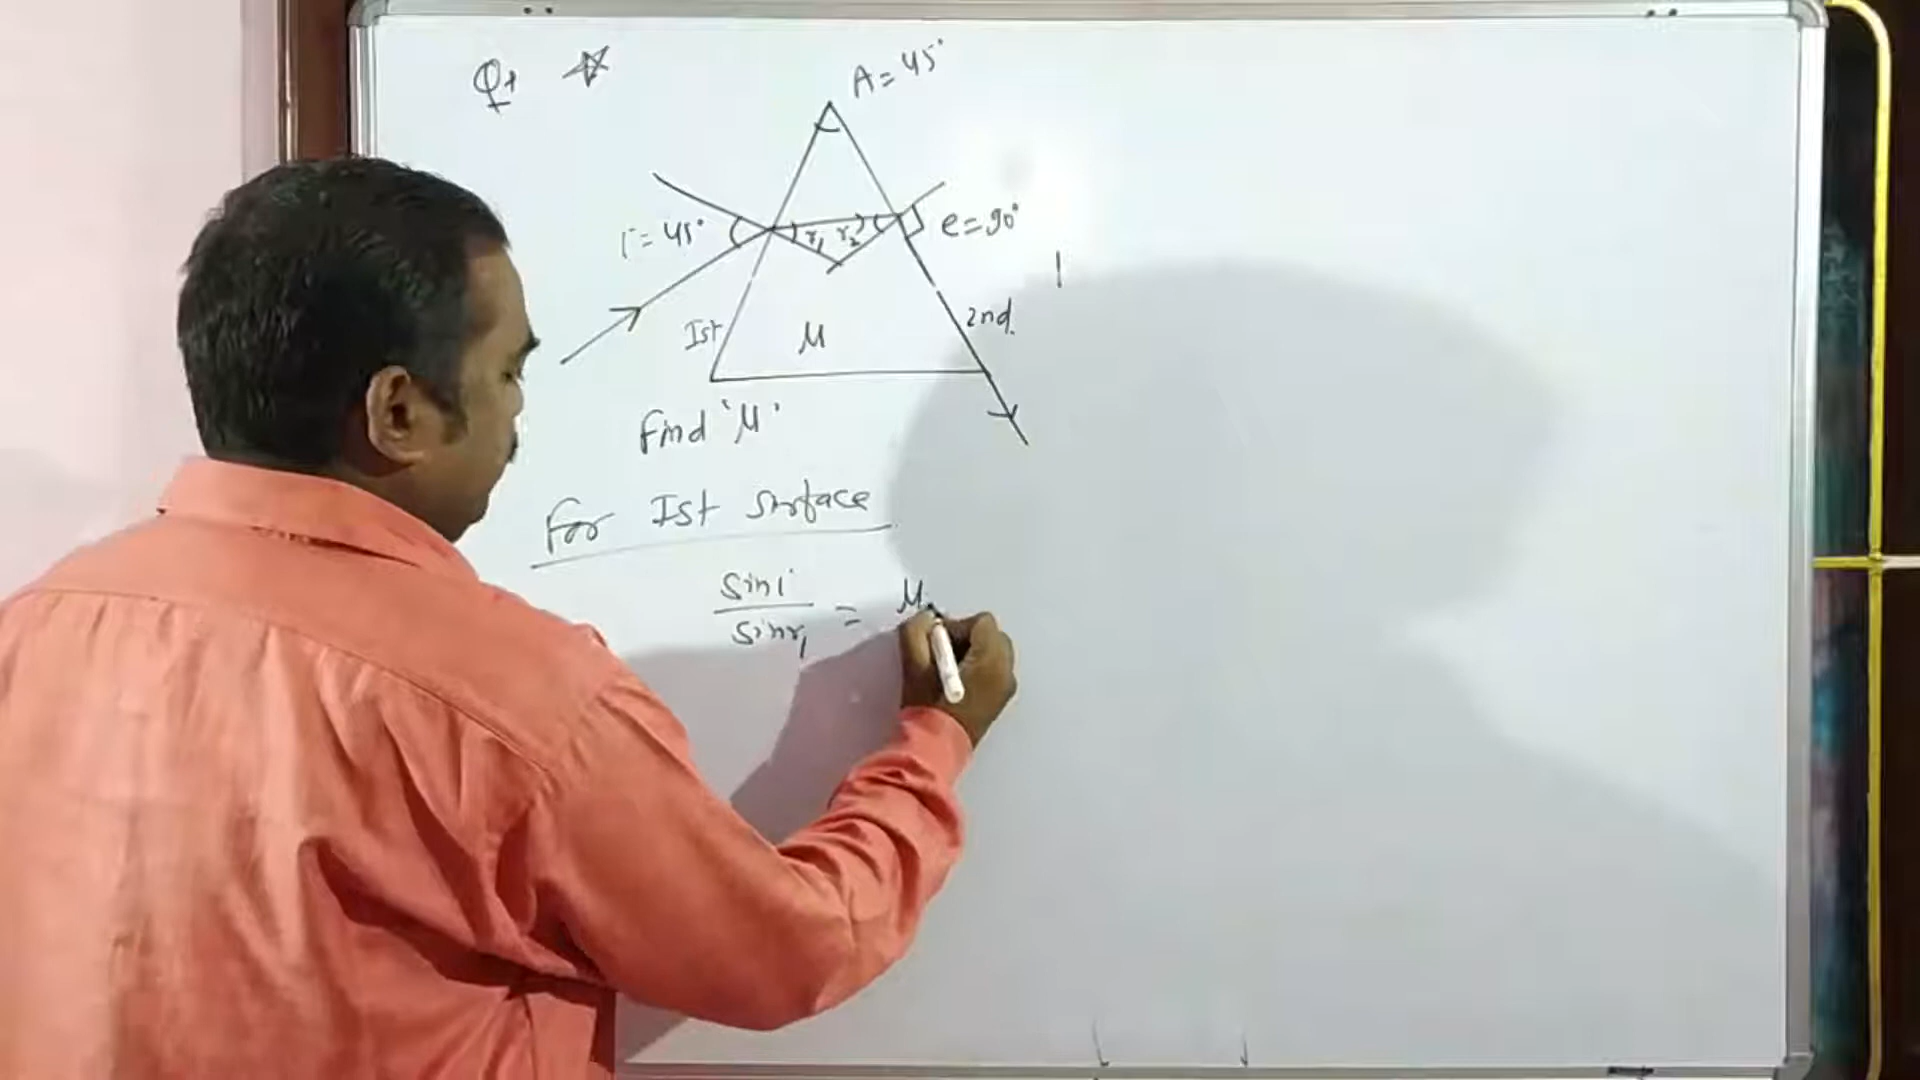 Q1
A = 45°
i = 45°
r₁ r₂
e = 90°
Ist
μ
2nd.
Find 'μ'
For Ist surface
sin i / sin r₁ = μ